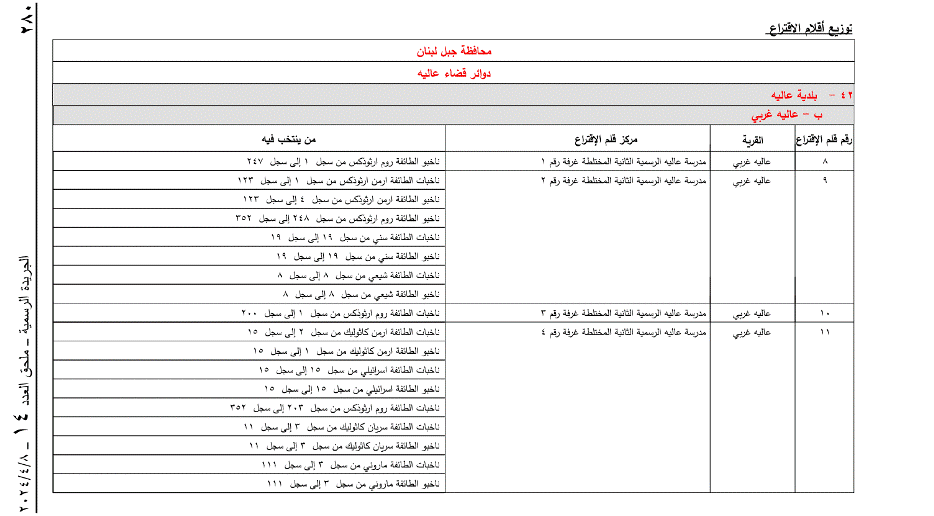 ٢٨٠
توزيع أقلام الاقتراع
محافظة جبل لبنان
دوائر قضاء عاليه
٤٢ - بلدية عاليه
ب - عاليه غربي
رقم قلم الإقتراع القرية مركز قلم الإقتراع من ينتخب فيه
٨ عاليه غربي مدرسة عاليه الرسمية الثانية المختلطة غرفة رقم ١ ناخبو الطائفة روم ارثوذكس من سجل ١ إلى سجل ٢٤٧
٩ عاليه غربي مدرسة عاليه الرسمية الثانية المختلطة غرفة رقم ٢ ناخبات الطائفة ارمن ارثوذكس من سجل ١ إلى سجل ١٢٣
ناخبو الطائفة ارمن ارثوذكس من سجل ٤ إلى سجل ١٢٣
ناخبو الطائفة روم ارثوذكس من سجل ٢٤٨ إلى سجل ٣٥٢
ناخبات الطائفة سني من سجل ١٩ إلى سجل ١٩
ناخبو الطائفة سني من سجل ١٩ إلى سجل ١٩
ناخبات الطائفة شيعي من سجل ٨ إلى سجل ٨
ناخبو الطائفة شيعي من سجل ٨ إلى سجل ٨
١٠ عاليه غربي مدرسة عاليه الرسمية الثانية المختلطة غرفة رقم ٣ ناخبات الطائفة روم ارثوذكس من سجل ١ إلى سجل ٢٠٠
١١ عاليه غربي مدرسة عاليه الرسمية الثانية المختلطة غرفة رقم ٤ ناخبات الطائفة ارمن كاثوليك من سجل ٢ إلى سجل ١٥
ناخبو الطائفة ارمن كاثوليك من سجل ١ إلى سجل ١٥
ناخبات الطائفة اسرائيلي من سجل ١٥ إلى سجل ١٥
ناخبو الطائفة اسرائيلي من سجل ١٥ إلى سجل ١٥
ناخبات الطائفة روم ارثوذكس من سجل ٢٠٣ إلى سجل ٣٥٢
ناخبات الطائفة سريان كاثوليك من سجل ٣ إلى سجل ١١
ناخبو الطائفة سريان كاثوليك من سجل ٣ إلى سجل ١١
ناخبات الطائفة ماروني من سجل ٣ إلى سجل ١١١
ناخبو الطائفة ماروني من سجل ٣ إلى سجل ١١١
الجريدة الرسمية - ملحق العدد ١٤ - ٢٠٢٤/٤/٨